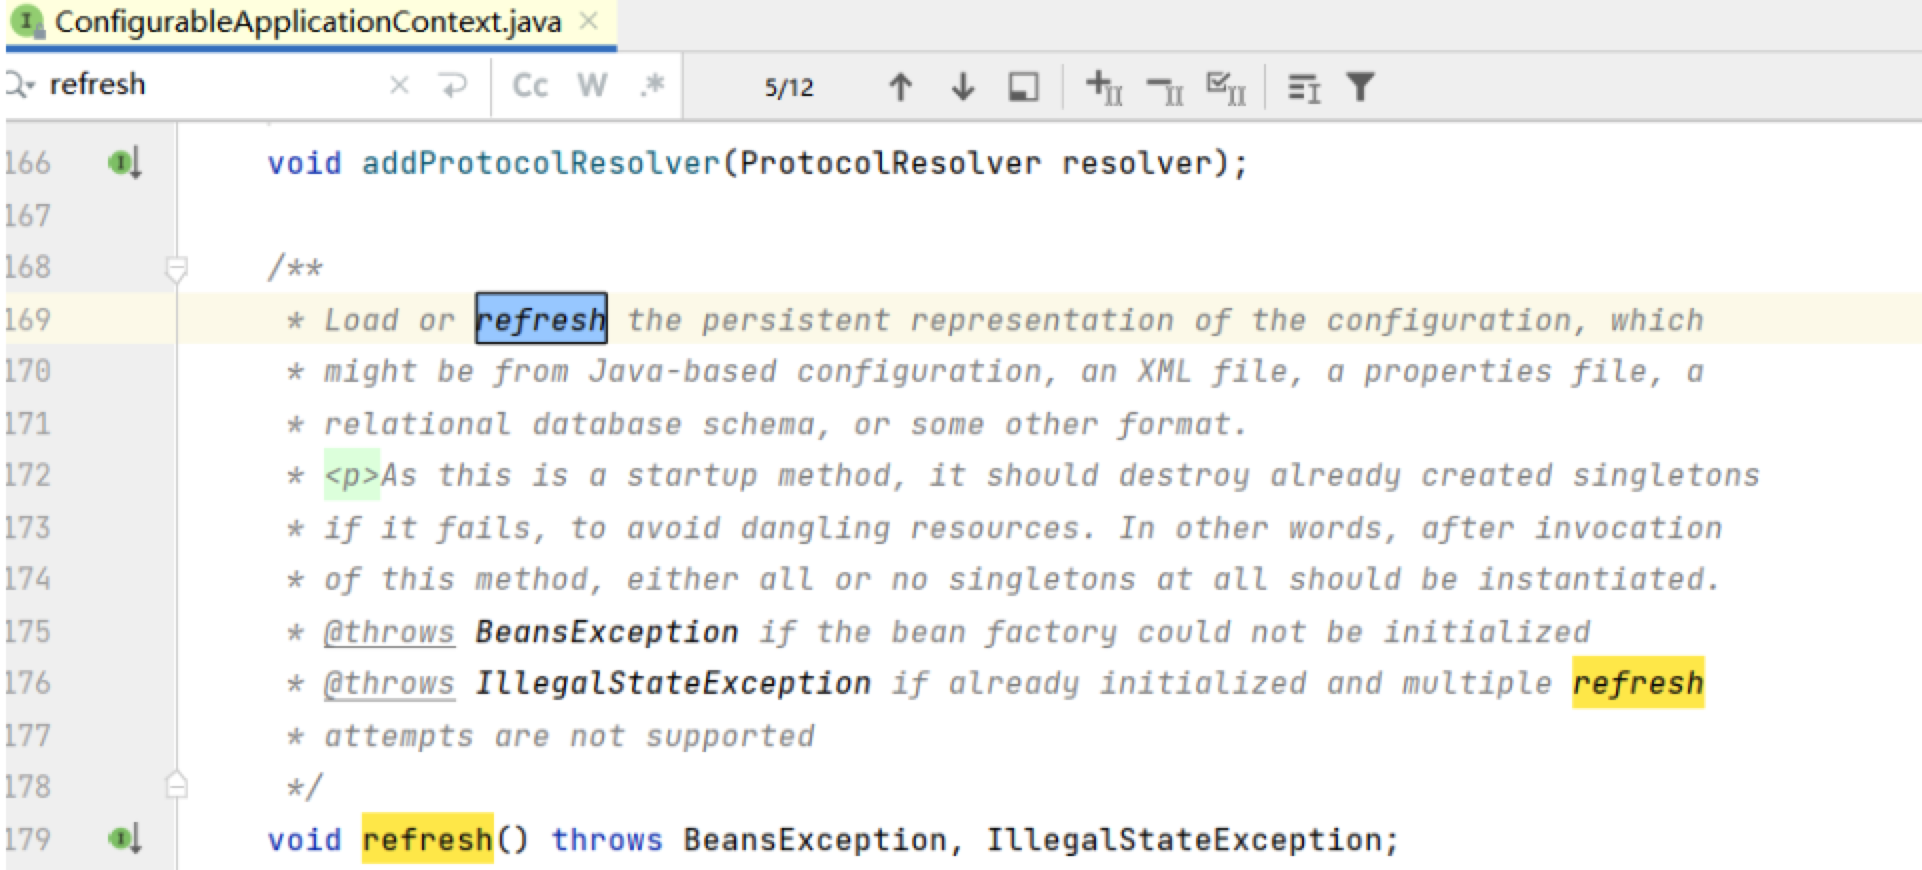 ConfigurableApplicationContext.java
refresh Cc W .* 5/12
166 void addProtocolResolver(ProtocolResolver resolver);
167
168 /**
169 * Load or refresh the persistent representation of the configuration, which
170 * might be from Java-based configuration, an XML file, a properties file, a
171 * relational database schema, or some other format.
172 * <p>As this is a startup method, it should destroy already created singletons
173 * if it fails, to avoid dangling resources. In other words, after invocation
174 * of this method, either all or no singletons at all should be instantiated.
175 * @throws BeansException if the bean factory could not be initialized
176 * @throws IllegalStateException if already initialized and multiple refresh
177 * attempts are not supported
178 */
179 void refresh() throws BeansException, IllegalStateException;